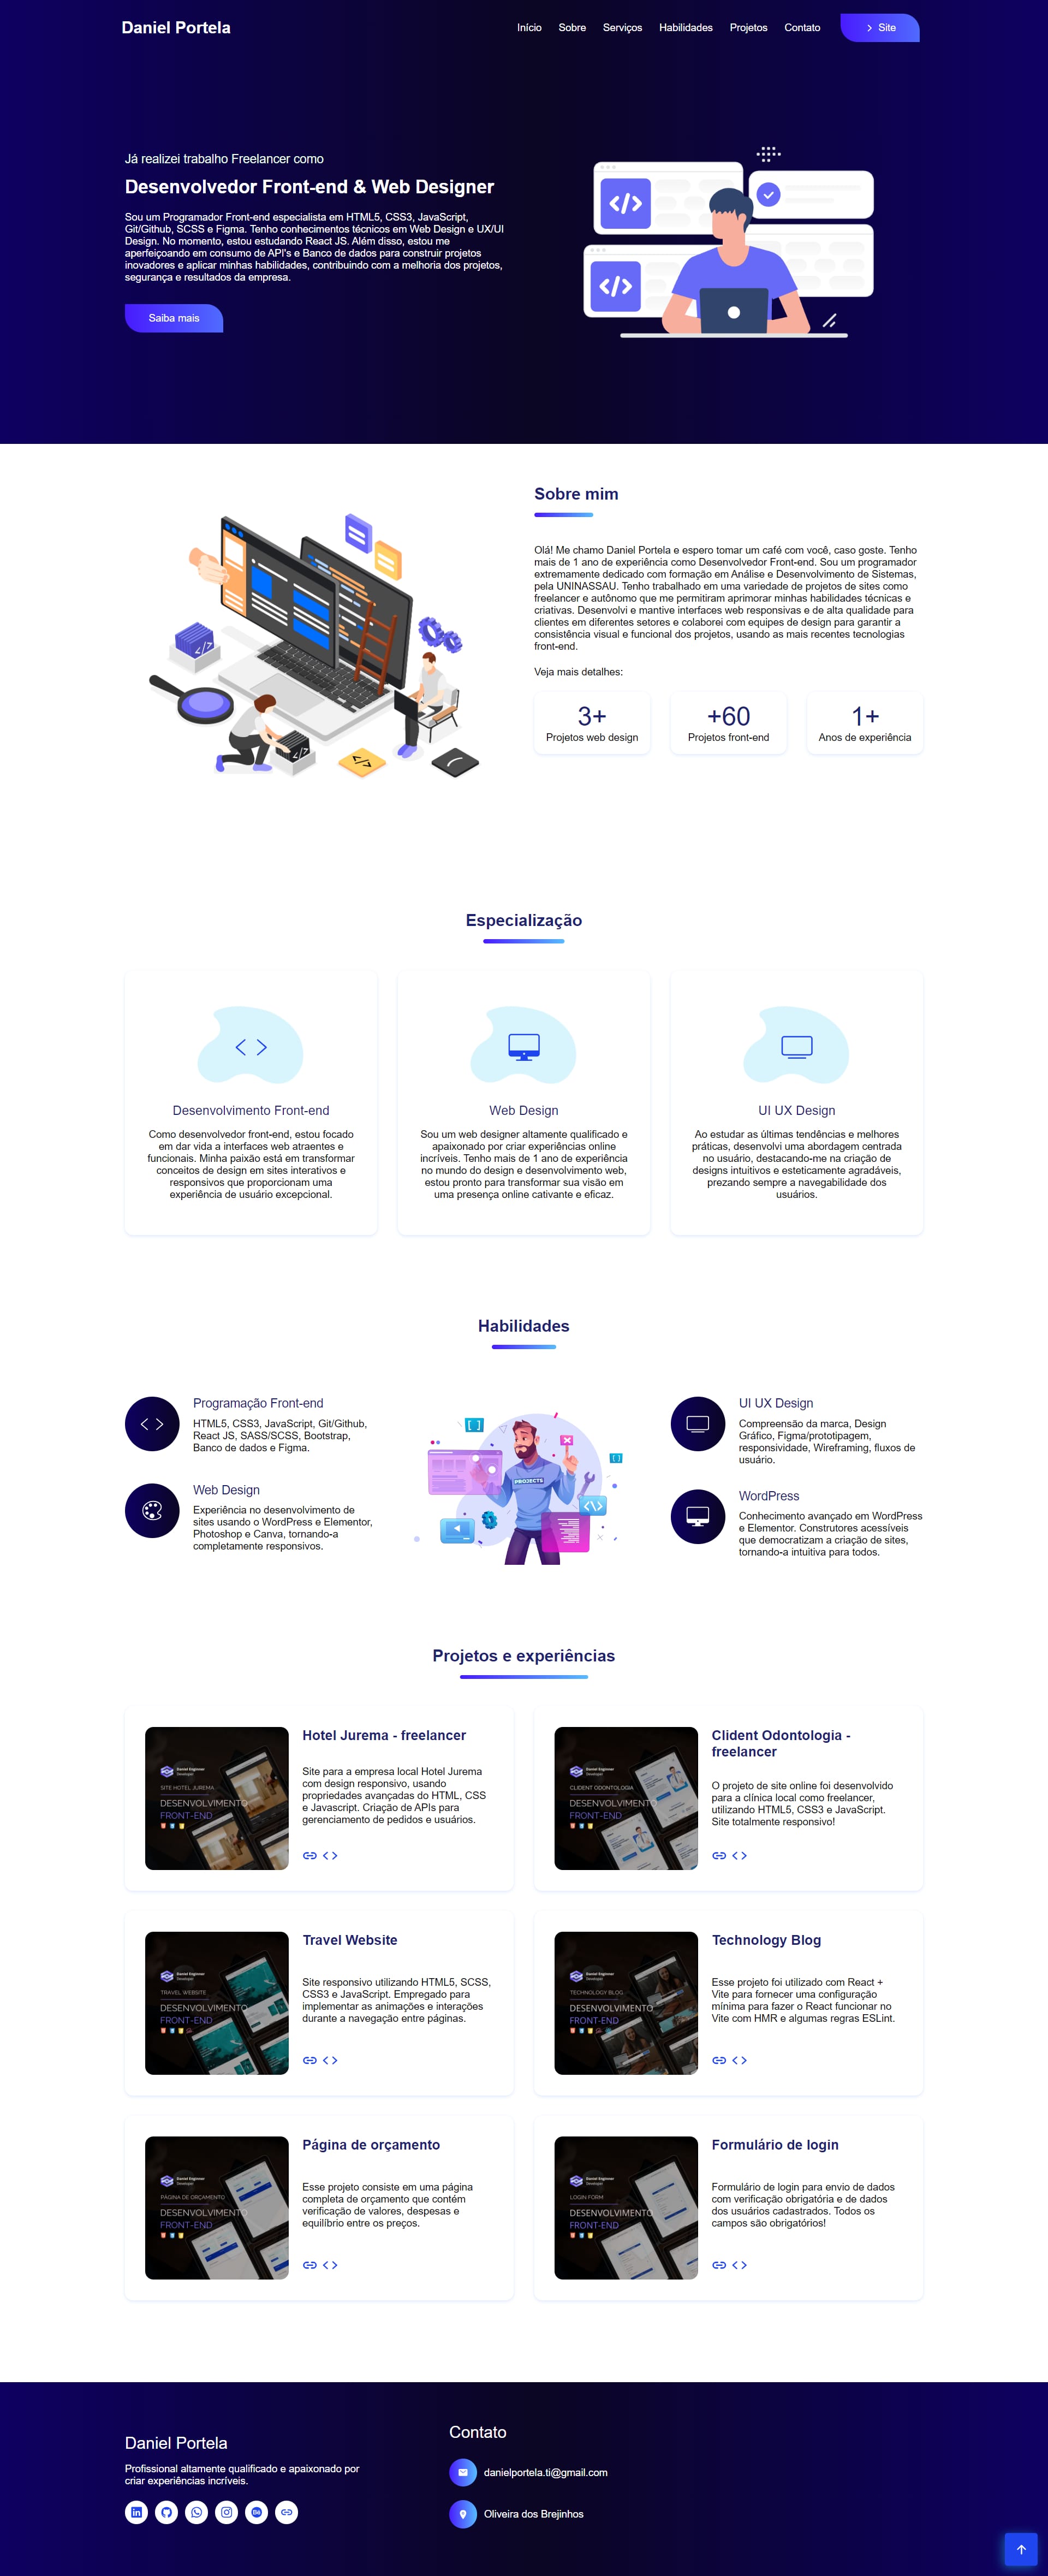 Daniel Portela
Início
Sobre
Serviços
Habilidades
Projetos
Contato
Site
Já realizei trabalho Freelancer como
Desenvolvedor Front-end & Web Designer
Sou um Programador Front-end especialista em HTML5, CSS3, JavaScript,
Git/Github, SCSS e Figma. Tenho conhecimentos técnicos em Web Design e UX/UI
Design. No momento, estou estudando React JS. Além disso, estou me
aperfeiçoando em consumo de API's e Banco de dados para construir projetos
inovadores e aplicar minhas habilidades, contribuindo com a melhoria dos projetos,
segurança e resultados da empresa.
Saiba mais
Sobre mim
Olá! Me chamo Daniel Portela e espero tomar um café com você, caso goste. Tenho
mais de 1 ano de experiência como Desenvolvedor Front-end. Sou um programador
extremamente dedicado com formação em Análise e Desenvolvimento de Sistemas,
pela UNINASSAU. Tenho trabalhado em uma variedade de projetos de sites como
freelancer e autônomo que me permitiram aprimorar minhas habilidades técnicas e
criativas. Desenvolvi e mantive interfaces web responsivas e de alta qualidade para
clientes em diferentes setores e colaborei com equipes de design para garantir a
consistência visual e funcional dos projetos, usando as mais recentes tecnologias
front-end.
Veja mais detalhes:
3+
Projetos web design
+60
Projetos front-end
1+
Anos de experiência
Especialização
Desenvolvimento Front-end
Como desenvolvedor front-end, estou focado
em dar vida a interfaces web atraentes e
funcionais. Minha paixão está em transformar
conceitos de design em sites interativos e
responsivos que proporcionam uma
experiência de usuário excepcional.
Web Design
Sou um web designer altamente qualificado e
apaixonado por criar experiências online
incríveis. Tenho mais de 1 ano de experiência
no mundo do design e desenvolvimento web,
estou pronto para transformar sua visão em
uma presença online cativante e eficaz.
UI UX Design
Ao estudar as últimas tendências e melhores
práticas, desenvolvi uma abordagem centrada
no usuário, destacando-me na criação de
designs intuitivos e esteticamente agradáveis,
prezando sempre a navegabilidade dos
usuários.
Habilidades
Programação Front-end
HTML5, CSS3, JavaScript, Git/Github,
React JS, SASS/SCSS, Bootstrap,
Banco de dados e Figma.
Web Design
Experiência no desenvolvimento de
sites usando o WordPress e Elementor,
Photoshop e Canva, tornando-a
completamente responsivos.
PROJECTS
UI UX Design
Compreensão da marca, Design
Gráfico, Figma/prototipagem,
responsividade, Wireframing, fluxos de
usuário.
WordPress
Conhecimento avançado em WordPress
e Elementor. Construtores acessíveis
que democratizam a criação de sites,
tornando-a intuitiva para todos.
Projetos e experiências
Daniel Enginner
Developer
SITE HOTEL JUREMA
DESENVOLVIMENTO
FRONT-END
Hotel Jurema - freelancer
Site para a empresa local Hotel Jurema
com design responsivo, usando
propriedades avançadas do HTML, CSS
e Javascript. Criação de APIs para
gerenciamento de pedidos e usuários.
Daniel Enginner
Developer
CLIDENT ODONTOLOGIA
DESENVOLVIMENTO
FRONT-END
Clident Odontologia -
freelancer
O projeto de site online foi desenvolvido
para a clínica local como freelancer,
utilizando HTML5, CSS3 e JavaScript.
Site totalmente responsivo!
Daniel Enginner
Developer
TRAVEL WEBSITE
DESENVOLVIMENTO
FRONT-END
Travel Website
Site responsivo utilizando HTML5, SCSS,
CSS3 e JavaScript. Empregado para
implementar as animações e interações
durante a navegação entre páginas.
Daniel Enginner
Developer
TECHNOLOGY BLOG
DESENVOLVIMENTO
FRONT-END
Technology Blog
Esse projeto foi utilizado com React +
Vite para fornecer uma configuração
mínima para fazer o React funcionar no
Vite com HMR e algumas regras ESLint.
Daniel Enginner
Developer
PÁGINA DE ORÇAMENTO
DESENVOLVIMENTO
FRONT-END
Página de orçamento
Esse projeto consiste em uma página
completa de orçamento que contém
verificação de valores, despesas e
equilíbrio entre os preços.
Daniel Enginner
Developer
LOGIN FORM
DESENVOLVIMENTO
FRONT-END
Formulário de login
Formulário de login para envio de dados
com verificação obrigatória e de dados
dos usuários cadastrados. Todos os
campos são obrigatórios!
Daniel Portela
Profissional altamente qualificado e apaixonado por
criar experiências incríveis.
Contato
danielportela.ti@gmail.com
Oliveira dos Brejinhos